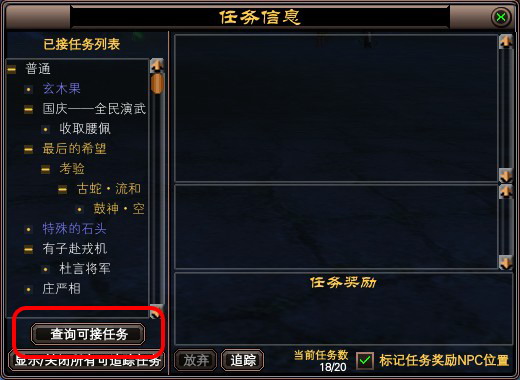 任务信息
已接任务列表
普通
玄木果
国庆——全民演武
收取腰佩
最后的希望
考验
古蛇·流和
鼓神·空
特殊的石头
有子赴戎机
杜言将军
庄严相
任务奖励
查询可接任务
显示/关闭所有可追踪任务
放弃
追踪
当前任务数
18/20
标记任务奖励NPC位置